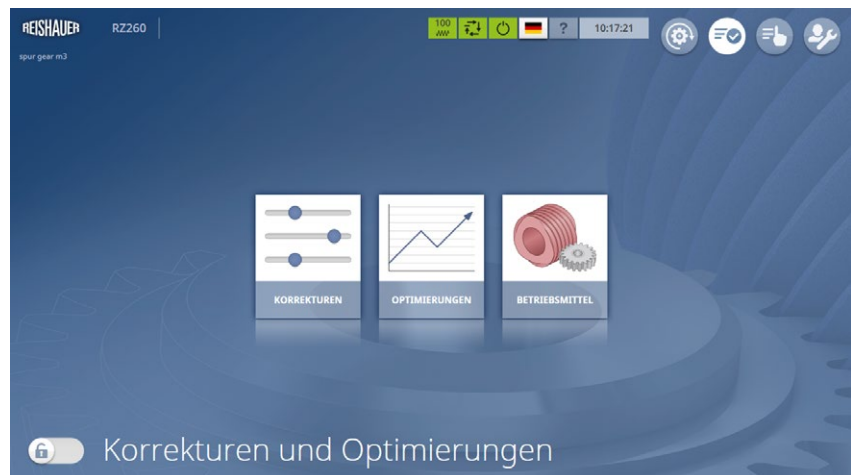 REISHAUER
RZ260
100
?
10:17:21
spur gear m3
KORREKTUREN
OPTIMIERUNGEN
BETRIEBSMITTEL
Korrekturen und Optimierungen